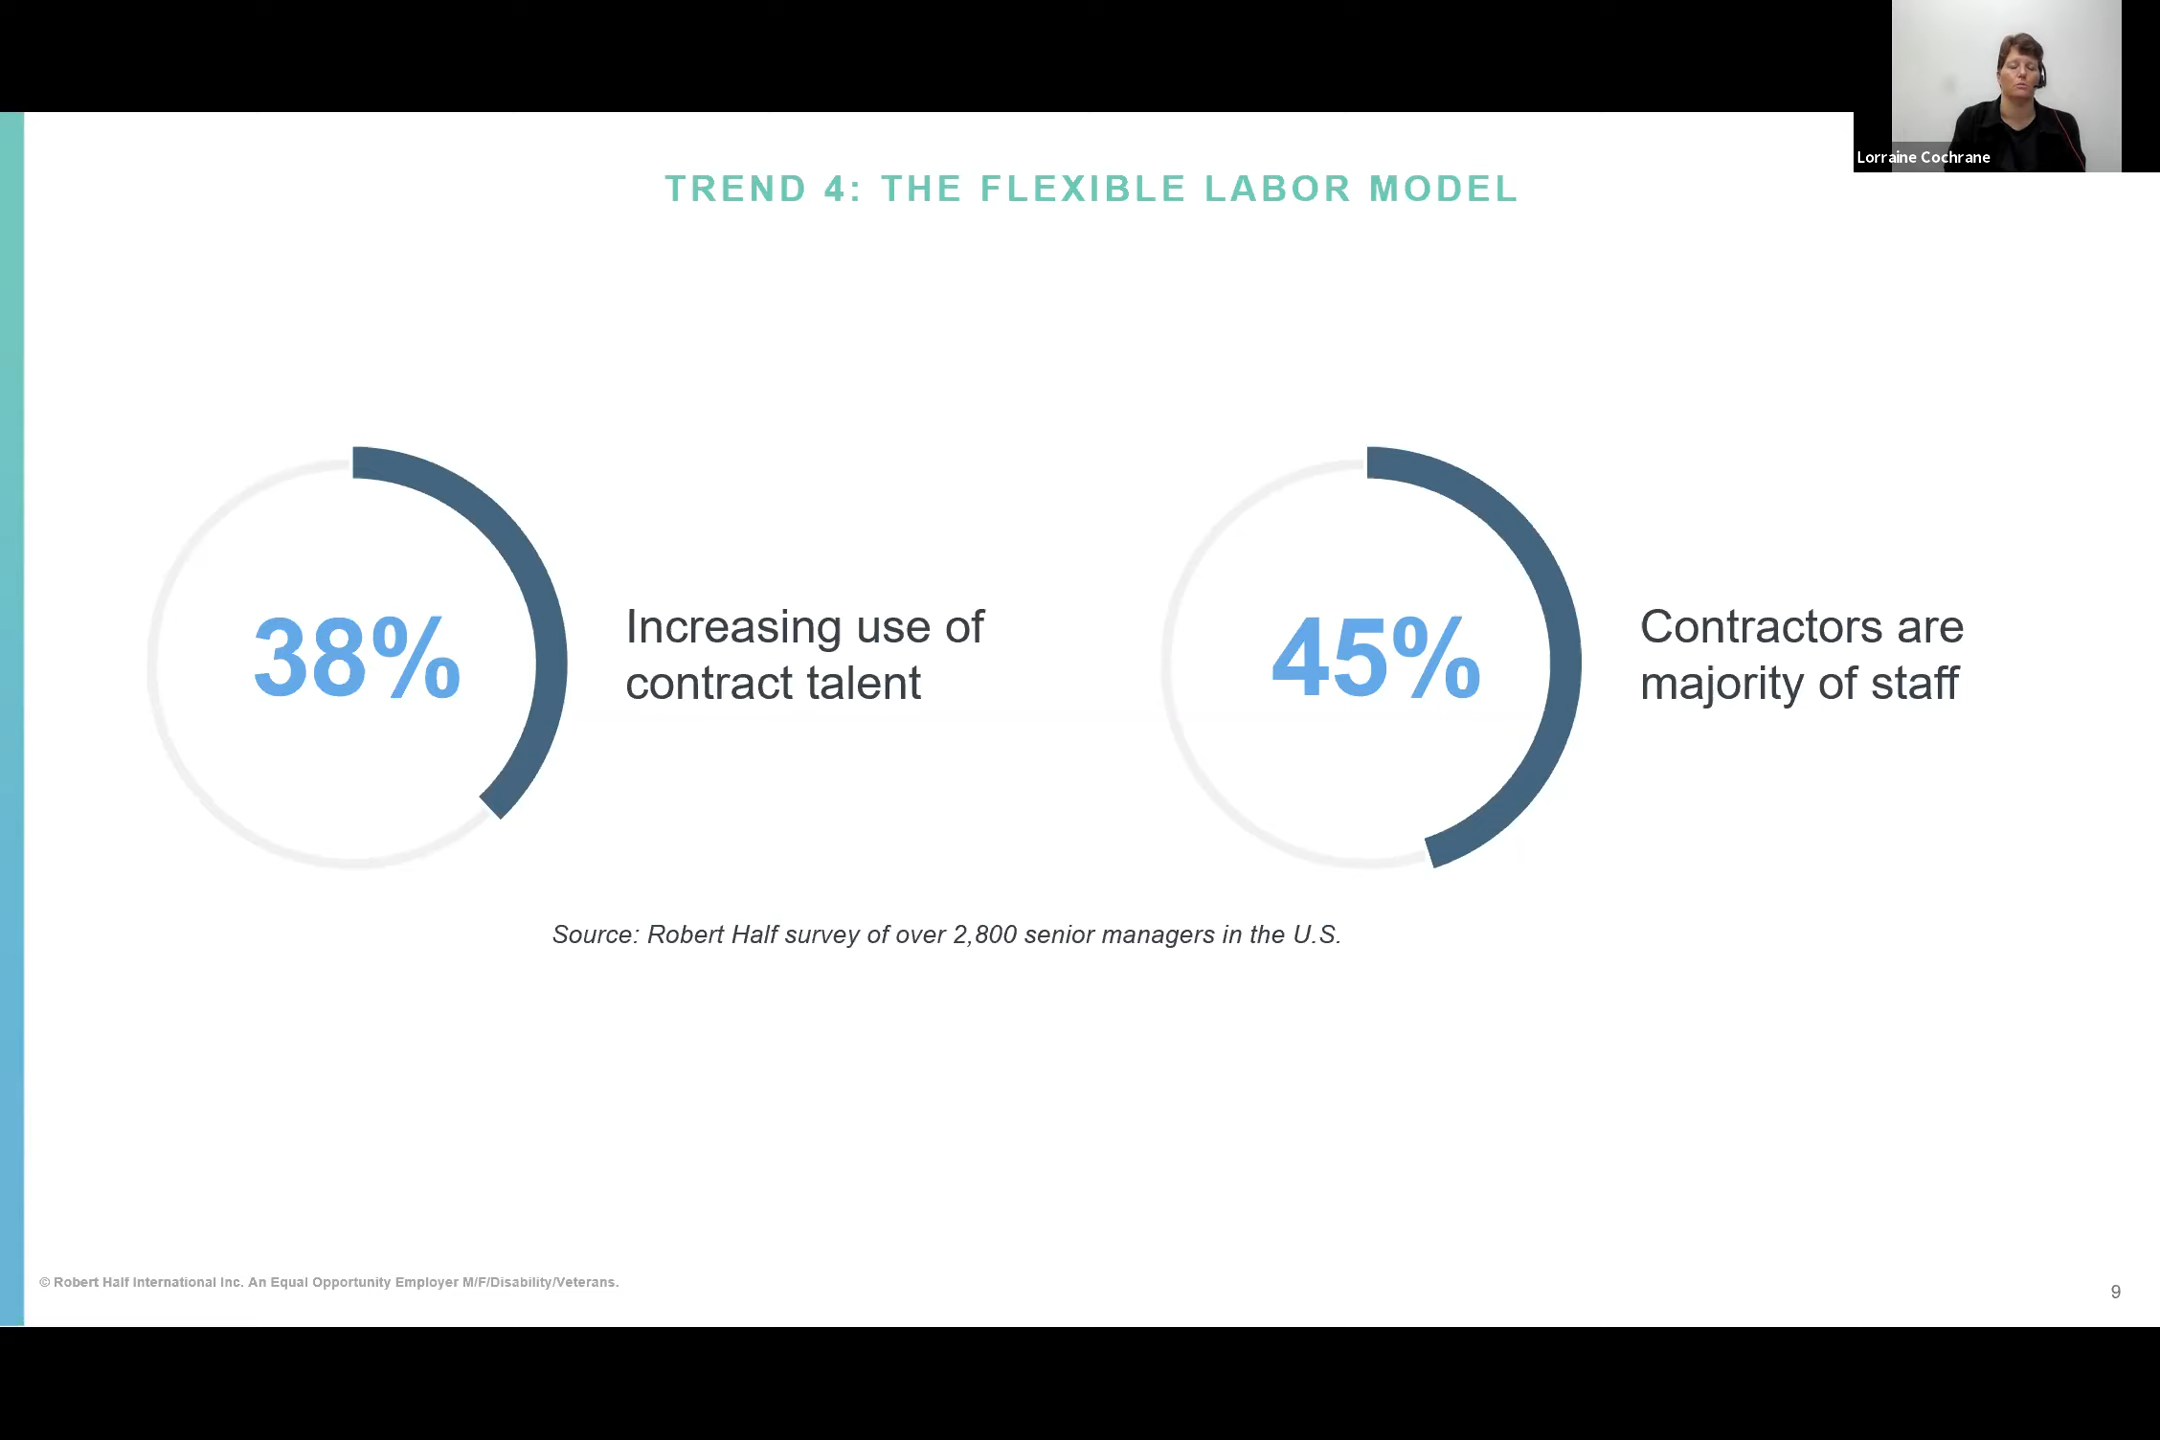 Lorraine Cochrane
TREND 4: THE FLEXIBLE LABOR MODEL
38%
Increasing use of
contract talent
45%
Contractors are
majority of staff
Source: Robert Half survey of over 2,800 senior managers in the U.S.
© Robert Half International Inc. An Equal Opportunity Employer M/F/Disability/Veterans.
9